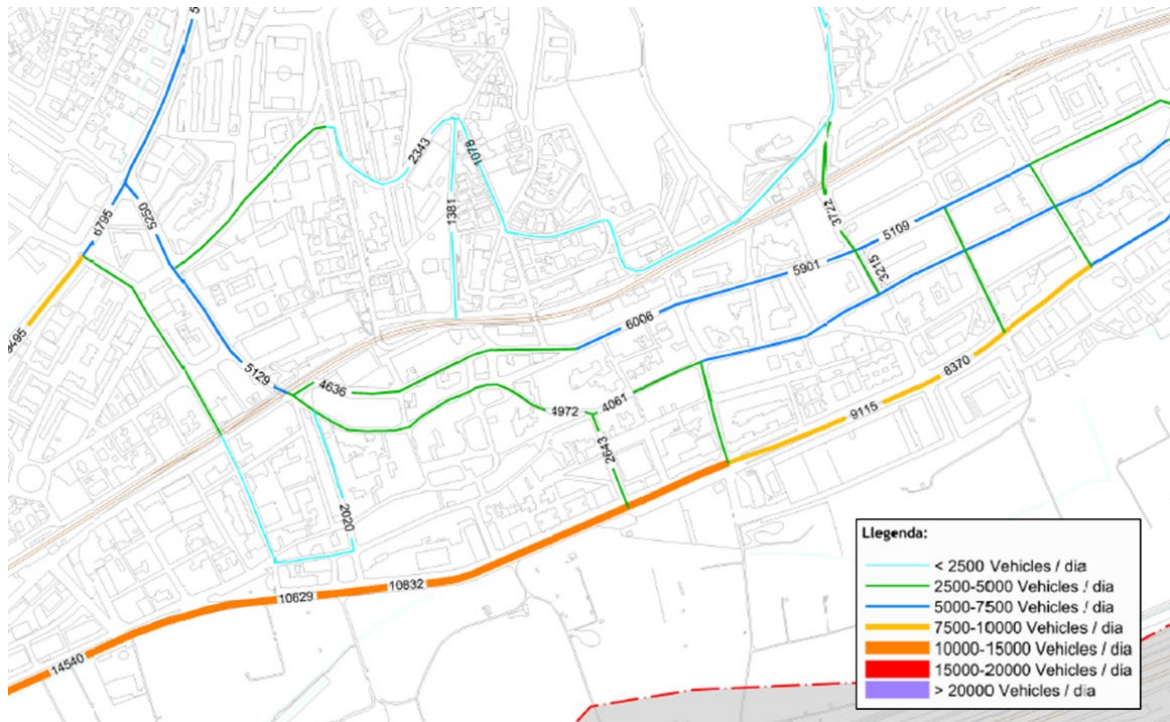 6795
5250
2343
1078
1381
3722
5109
5901
3215
6006
5129
4636
4972
4061
2643
8370
9115
2020
10832
10629
14540
Llegenda:
< 2500 Vehicles / dia
2500-5000 Vehicles / dia
5000-7500 Vehicles / dia
7500-10000 Vehicles / dia
10000-15000 Vehicles / dia
15000-20000 Vehicles / dia
> 20000 Vehicles / dia